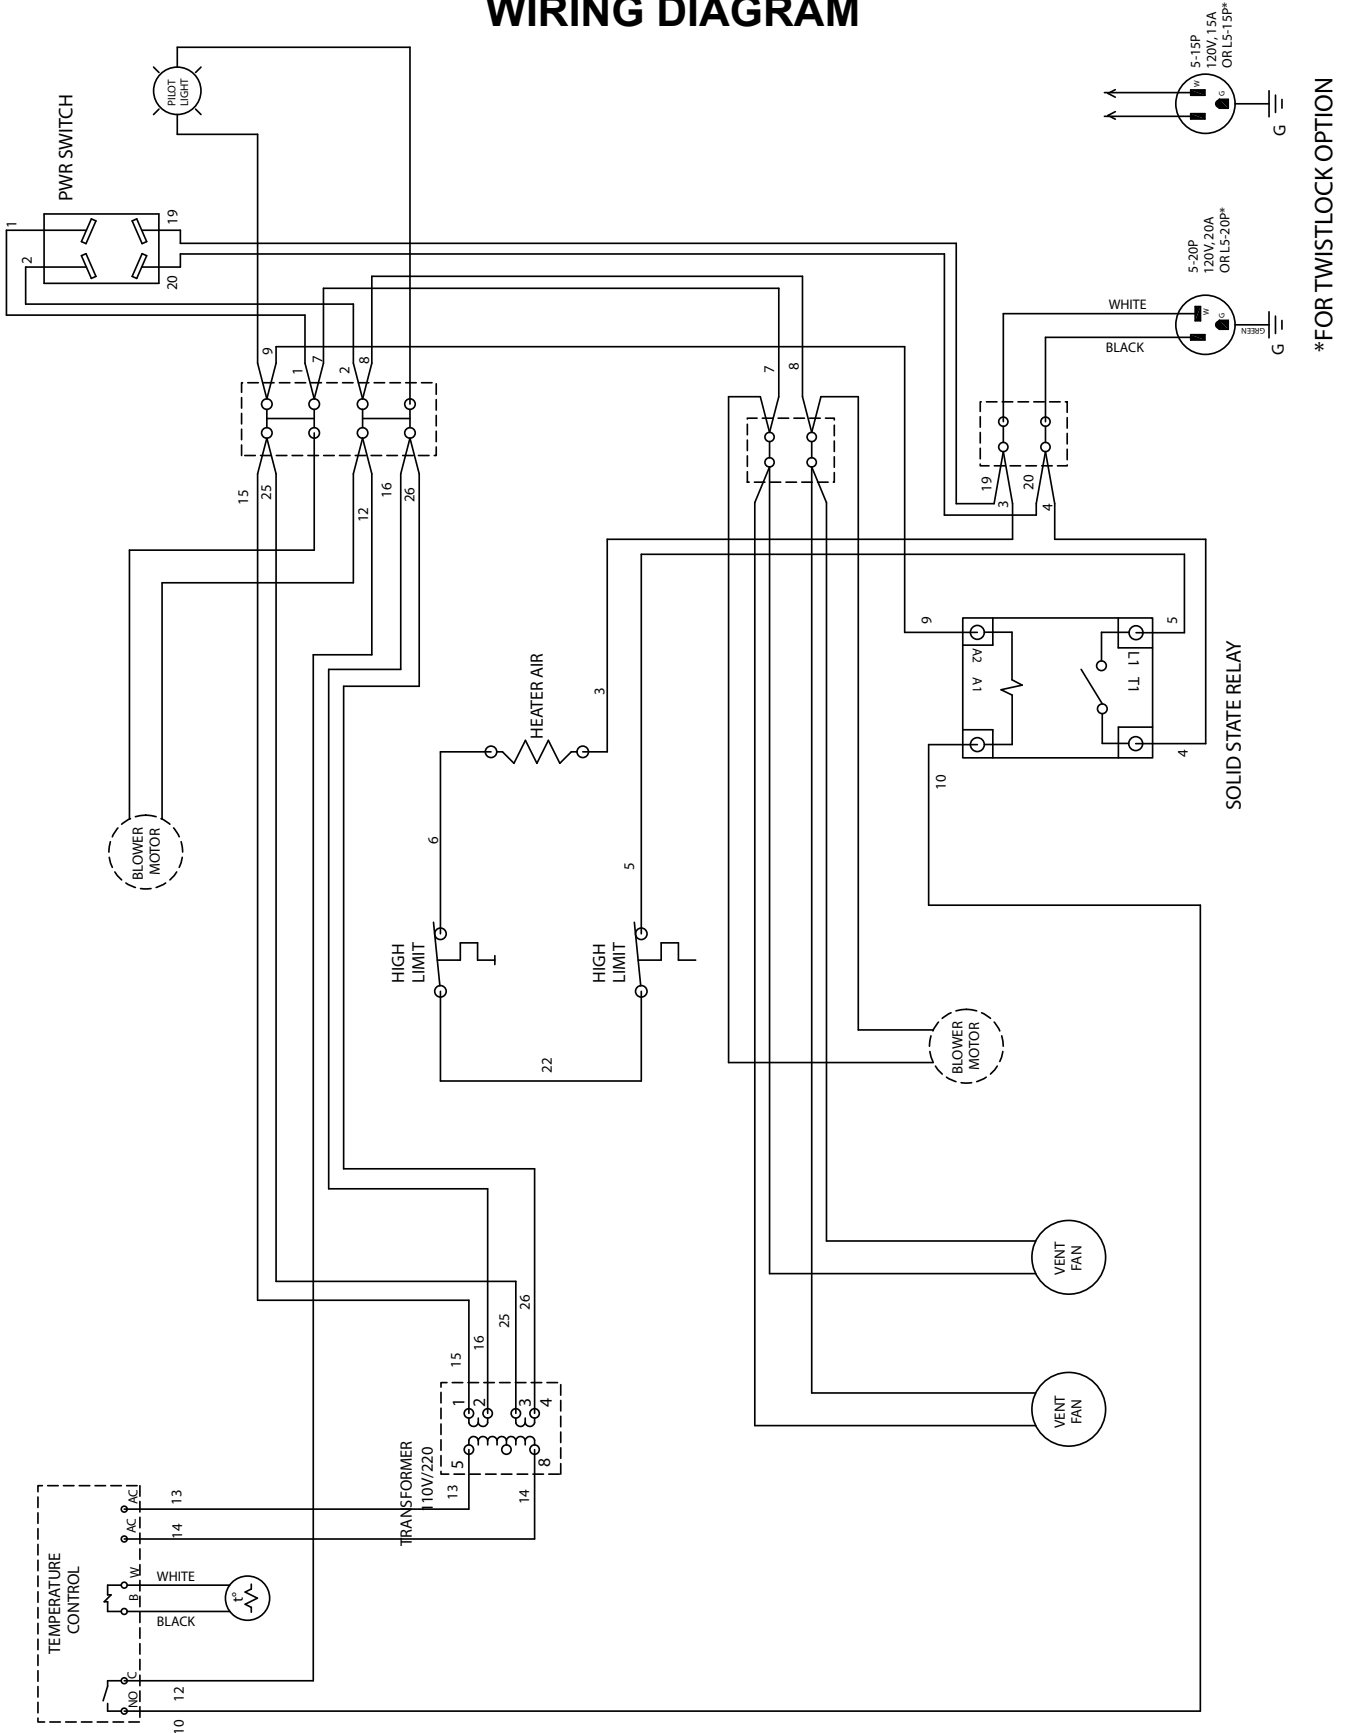 WIRING DIAGRAM
PILOT
LIGHT
PWR SWITCH
1
2
19
20
5-15P
120V, 15A
OR L5-15P*
W
G
G
*FOR TWISTLOCK OPTION
5-20P
120V, 20A
OR L5-20P*
WHITE
BLACK
W
G
GREEN
G
9
1
7
2
8
15
25
12
16
26
7
8
19
3
20
4
BLOWER
MOTOR
HEATER AIR
3
6
5
HIGH
LIMIT
HIGH
LIMIT
22
9
10
A2
A1
L1
T1
5
4
SOLID STATE RELAY
BLOWER
MOTOR
VENT
FAN
VENT
FAN
15
16
25
26
1
2
3
4
5
8
13
14
TRANSFORMER
110V/220
TEMPERATURE
CONTROL
AC
13
AC
14
W
WHITE
B
BLACK
t°
C
12
NO
10